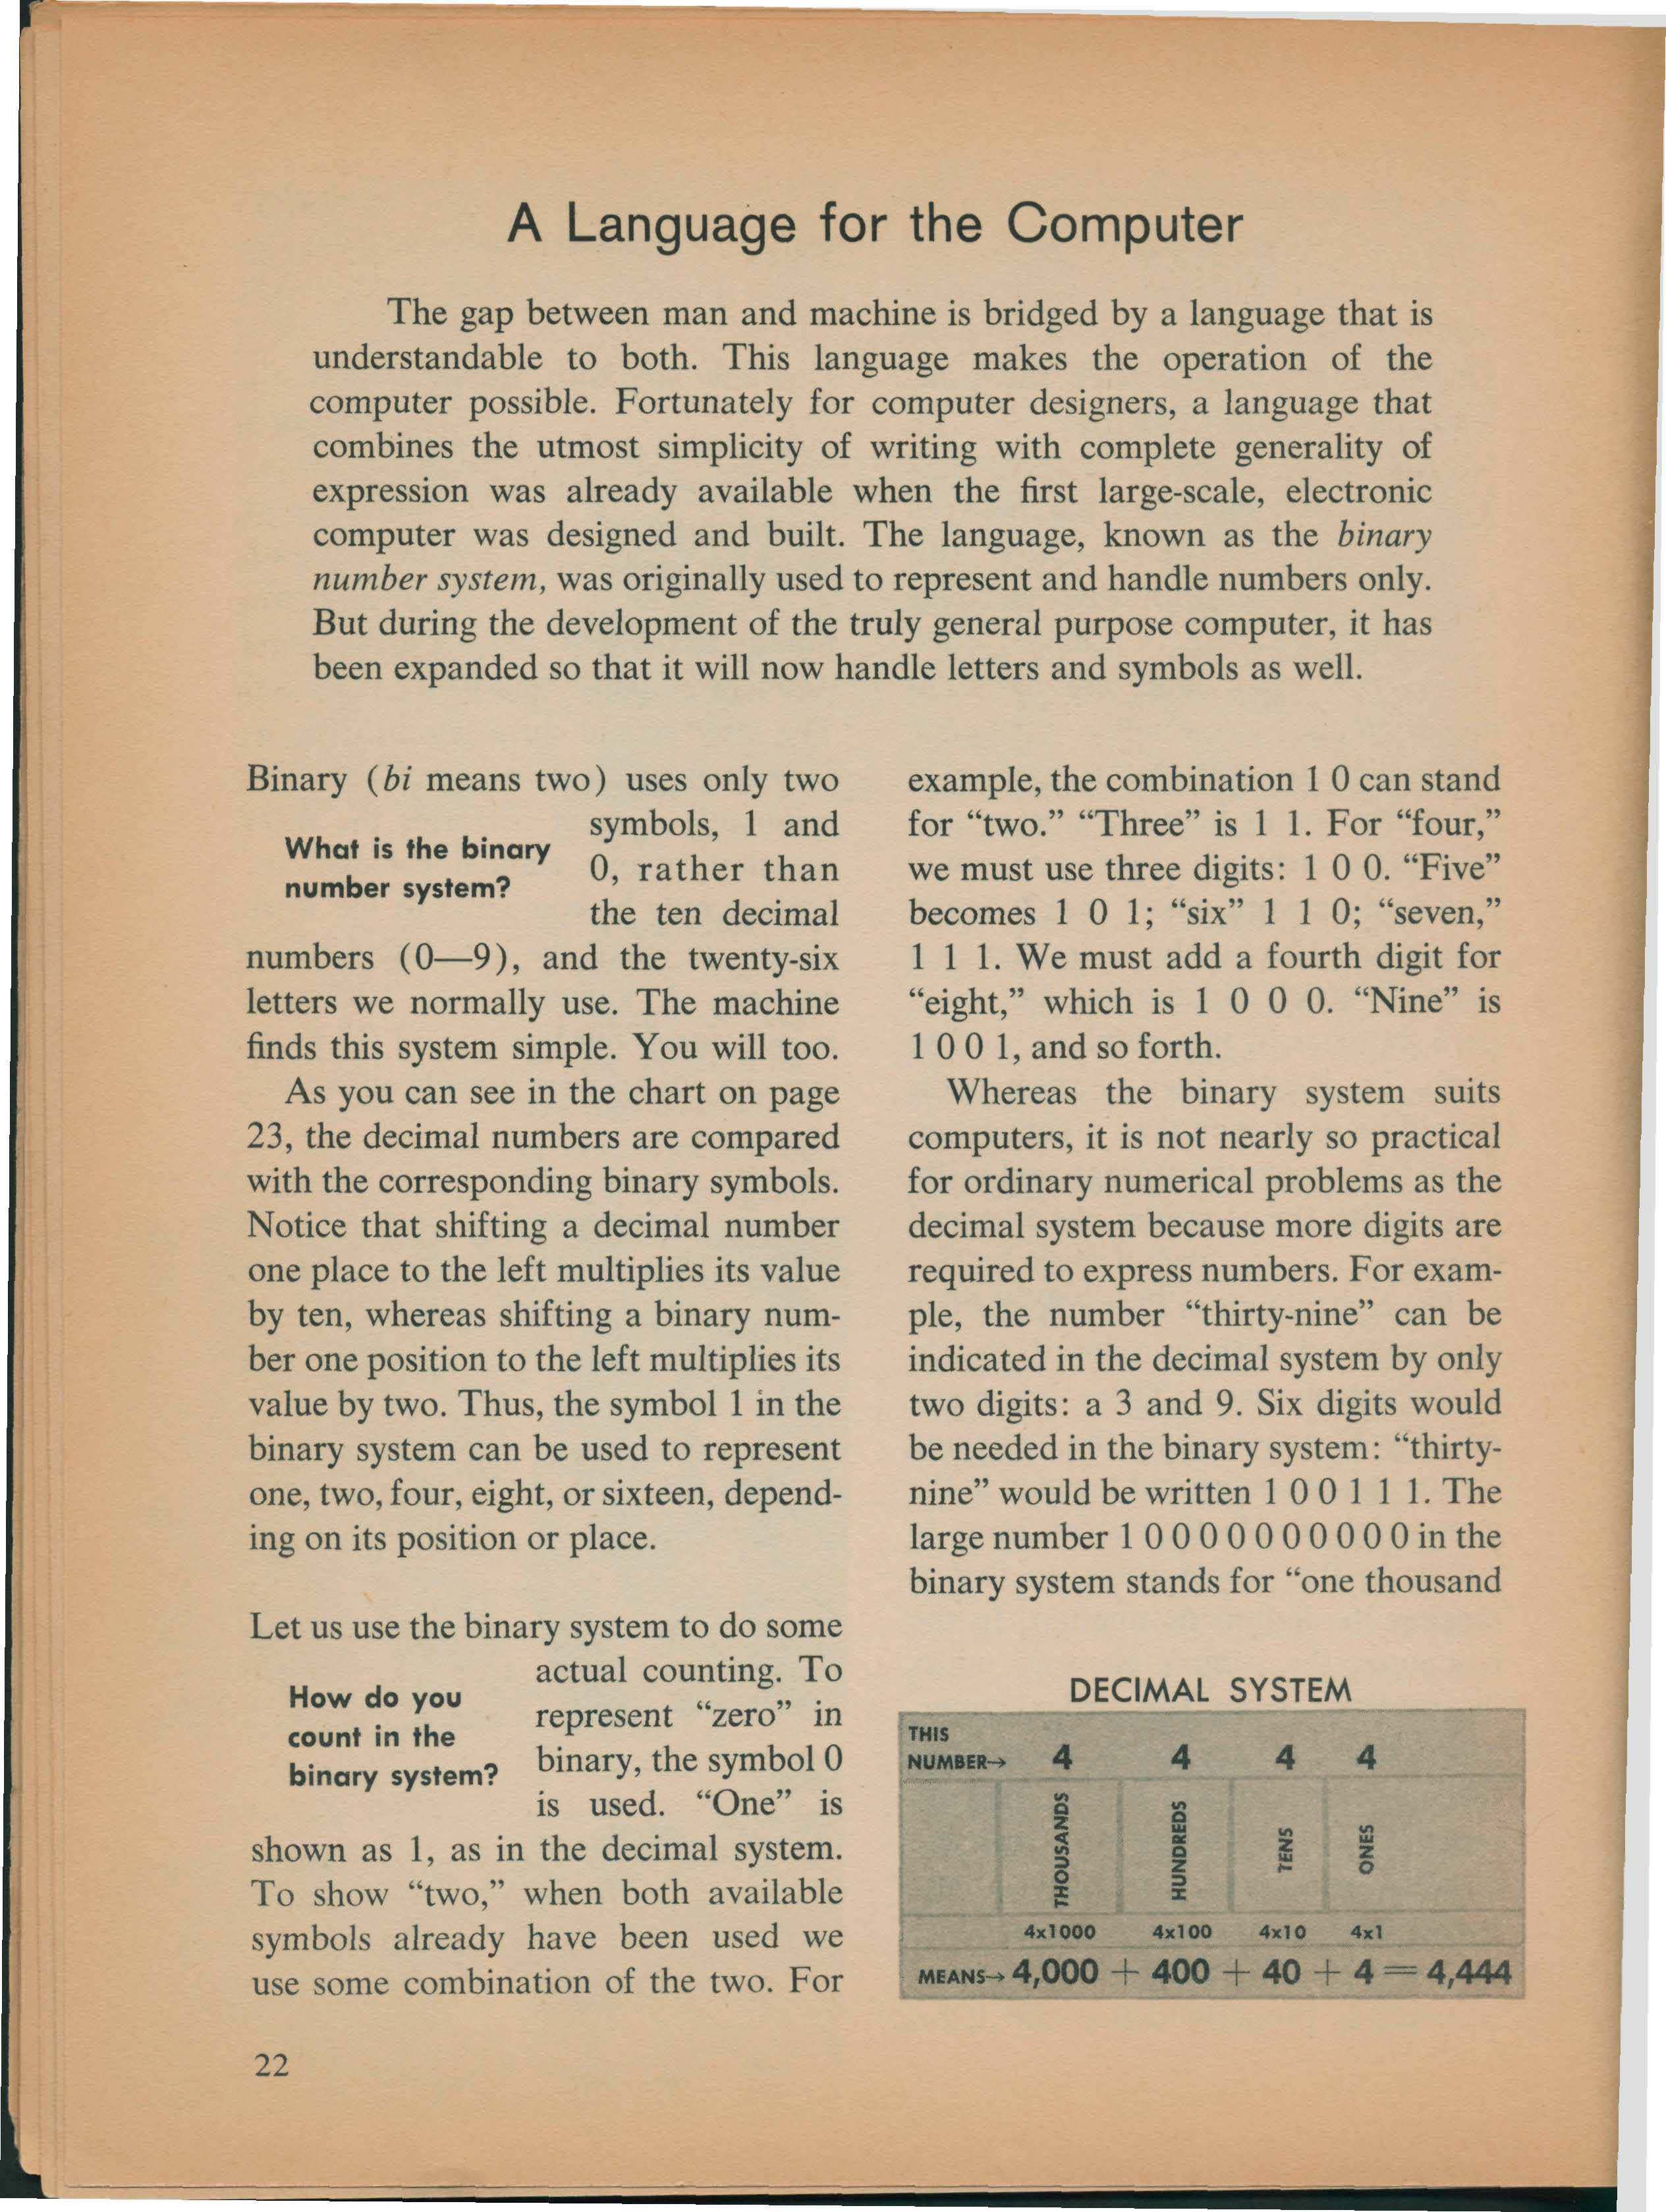 A Language for the Computer
The gap between man and machine is bridged by a language that is
understandable to both. This language makes the operation of the
computer possible. Fortunately for computer designers, a language that
combines the utmost simplicity of writing with complete generality of
expression was already available when the first large-scale, electronic
computer was designed and built. The language, known as the binary
number system, was originally used to represent and handle numbers only.
But during the development of the truly general purpose computer, it has
been expanded so that it will now handle letters and symbols as well.
Binary (bi means two) uses only two
What is the binary
number system?
symbols, 1 and
0, rather than
the ten decimal
numbers (0—9), and the twenty-six
letters we normally use. The machine
finds this system simple. You will too.
As you can see in the chart on page
23, the decimal numbers are compared
with the corresponding binary symbols.
Notice that shifting a decimal number
one place to the left multiplies its value
by ten, whereas shifting a binary num-
ber one position to the left multiplies its
value by two. Thus, the symbol 1 in the
binary system can be used to represent
one, two, four, eight, or sixteen, depend-
ing on its position or place.
Let us use the binary system to do some
How do you
count in the
binary system?
actual counting. To
represent “zero” in
binary, the symbol 0
is used. “One” is
shown as 1, as in the decimal system.
To show “two,” when both available
symbols already have been used we
use some combination of the two. For
example, the combination 1 0 can stand
for “two.” “Three” is 1 1. For “four,”
we must use three digits: 1 0 0. “Five”
becomes 1 0 1; “six” 1 1 0; “seven,”
1 1 1. We must add a fourth digit for
“eight,” which is 1 0 0 0. “Nine” is
1 0 0 1, and so forth.
Whereas the binary system suits
computers, it is not nearly so practical
for ordinary numerical problems as the
decimal system because more digits are
required to express numbers. For exam-
ple, the number “thirty-nine” can be
indicated in the decimal system by only
two digits: a 3 and 9. Six digits would
be needed in the binary system: “thirty-
nine” would be written 1 0 0 1 1 1. The
large number 1 0 0 0 0 0 0 0 0 0 0 in the
binary system stands for “one thousand
DECIMAL SYSTEM
THIS
NUMBER→ 4 4 4 4
THOUSANDS HUNDREDS TENS ONES
4x1000 4x100 4x10 4x1
MEANS→ 4,000 + 400 + 40 + 4 = 4,444
22